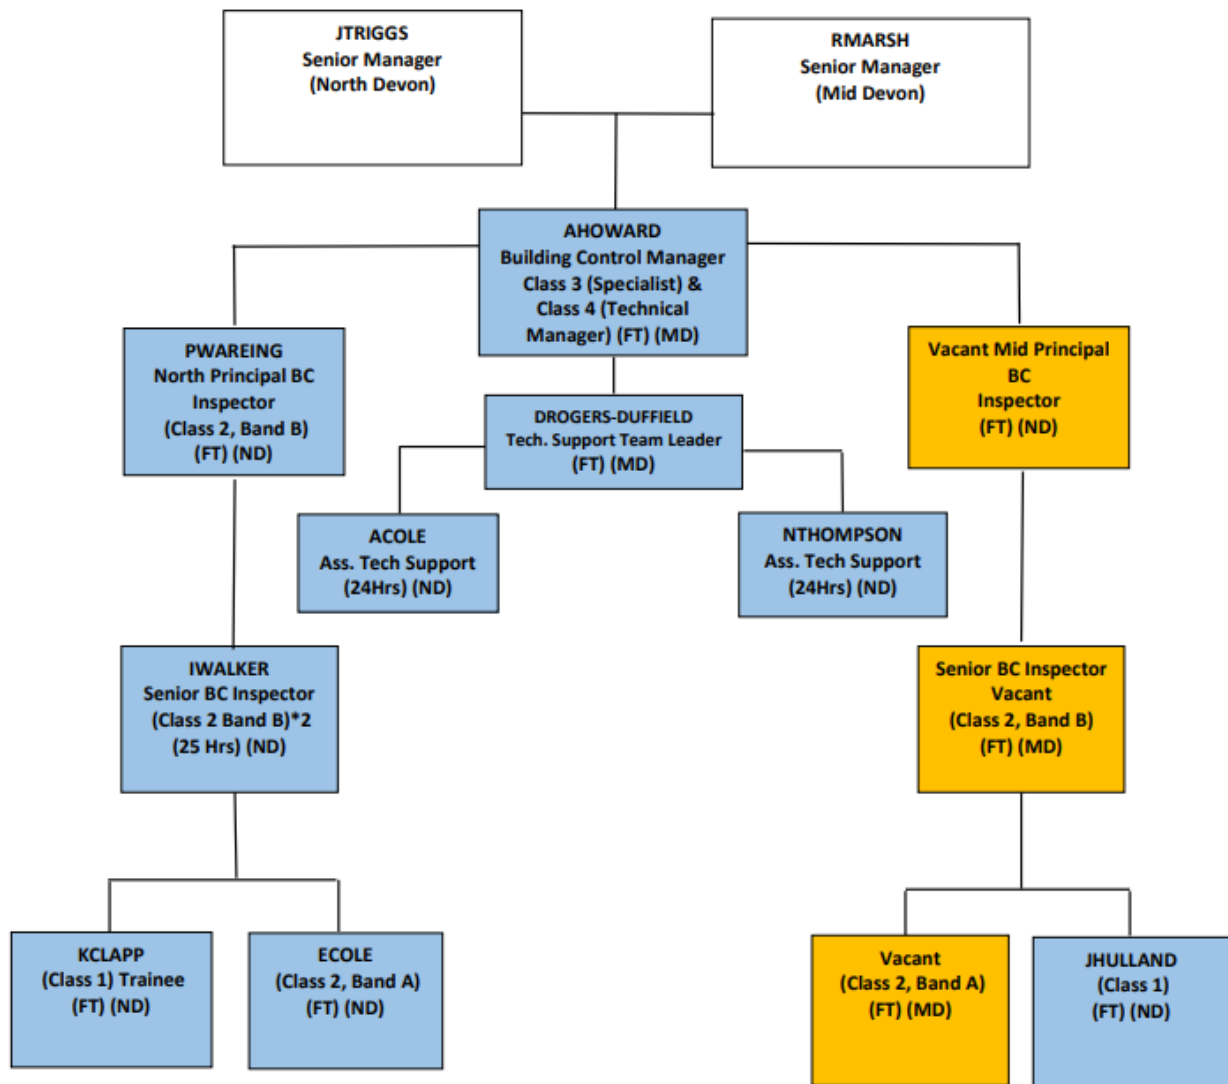 JTRIGGS
Senior Manager
(North Devon)
RMARSH
Senior Manager
(Mid Devon)
AHOWARD
Building Control Manager
Class 3 (Specialist) &
Class 4 (Technical
Manager) (FT) (MD)
PWAREING
North Principal BC
Inspector
(Class 2, Band B)
(FT) (ND)
Vacant Mid Principal
BC
Inspector
(FT) (ND)
DROGERS-DUFFIELD
Tech. Support Team Leader
(FT) (MD)
ACOLE
Ass. Tech Support
(24Hrs) (ND)
NTHOMPSON
Ass. Tech Support
(24Hrs) (ND)
IWALKER
Senior BC Inspector
(Class 2 Band B)*2
(25 Hrs) (ND)
Senior BC Inspector
Vacant
(Class 2, Band B)
(FT) (MD)
KCLAPP
(Class 1) Trainee
(FT) (ND)
ECOLE
(Class 2, Band A)
(FT) (ND)
Vacant
(Class 2, Band A)
(FT) (MD)
JHULLAND
(Class 1)
(FT) (ND)